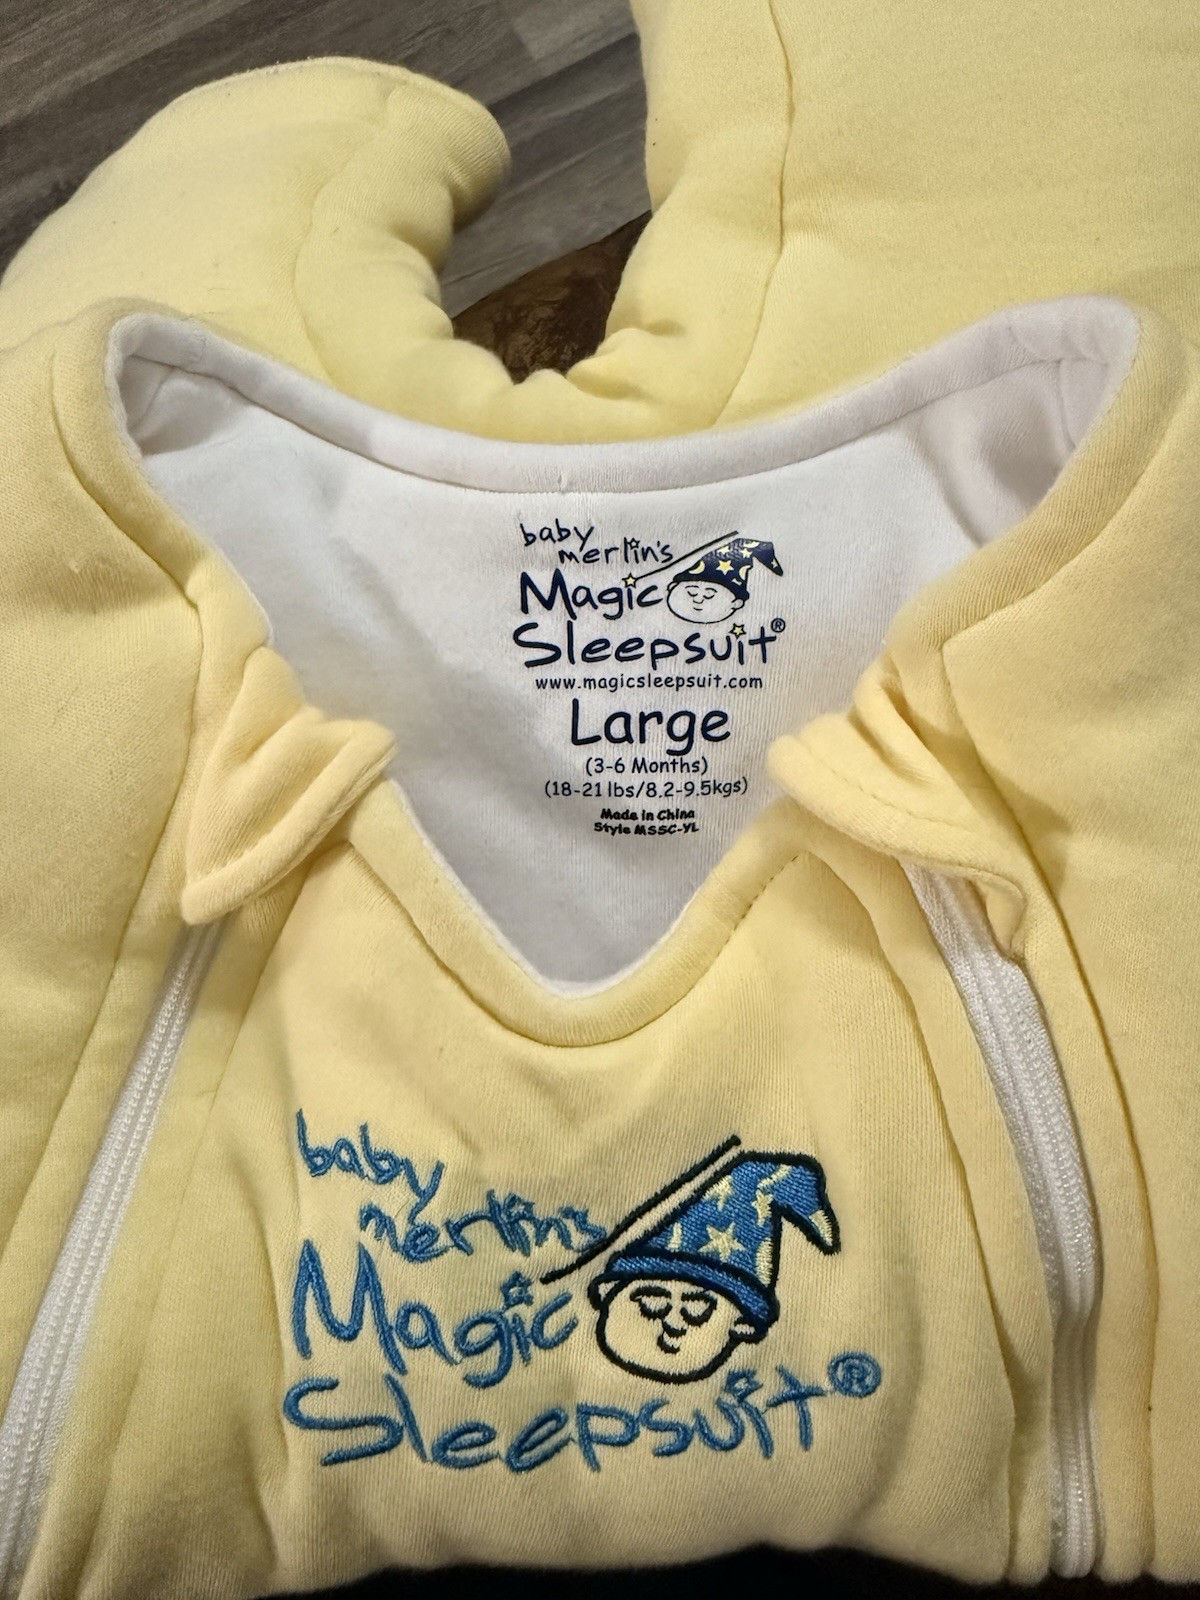 baby
merlin's
Magic
Sleepsuit®
www.magicsleepsuit.com
Large
(3-6 Months)
(18-21 lbs/8.2-9.5kgs)
Made in China
Style MSSC-YL
baby
merlin's
Magic
Sleepsuit®